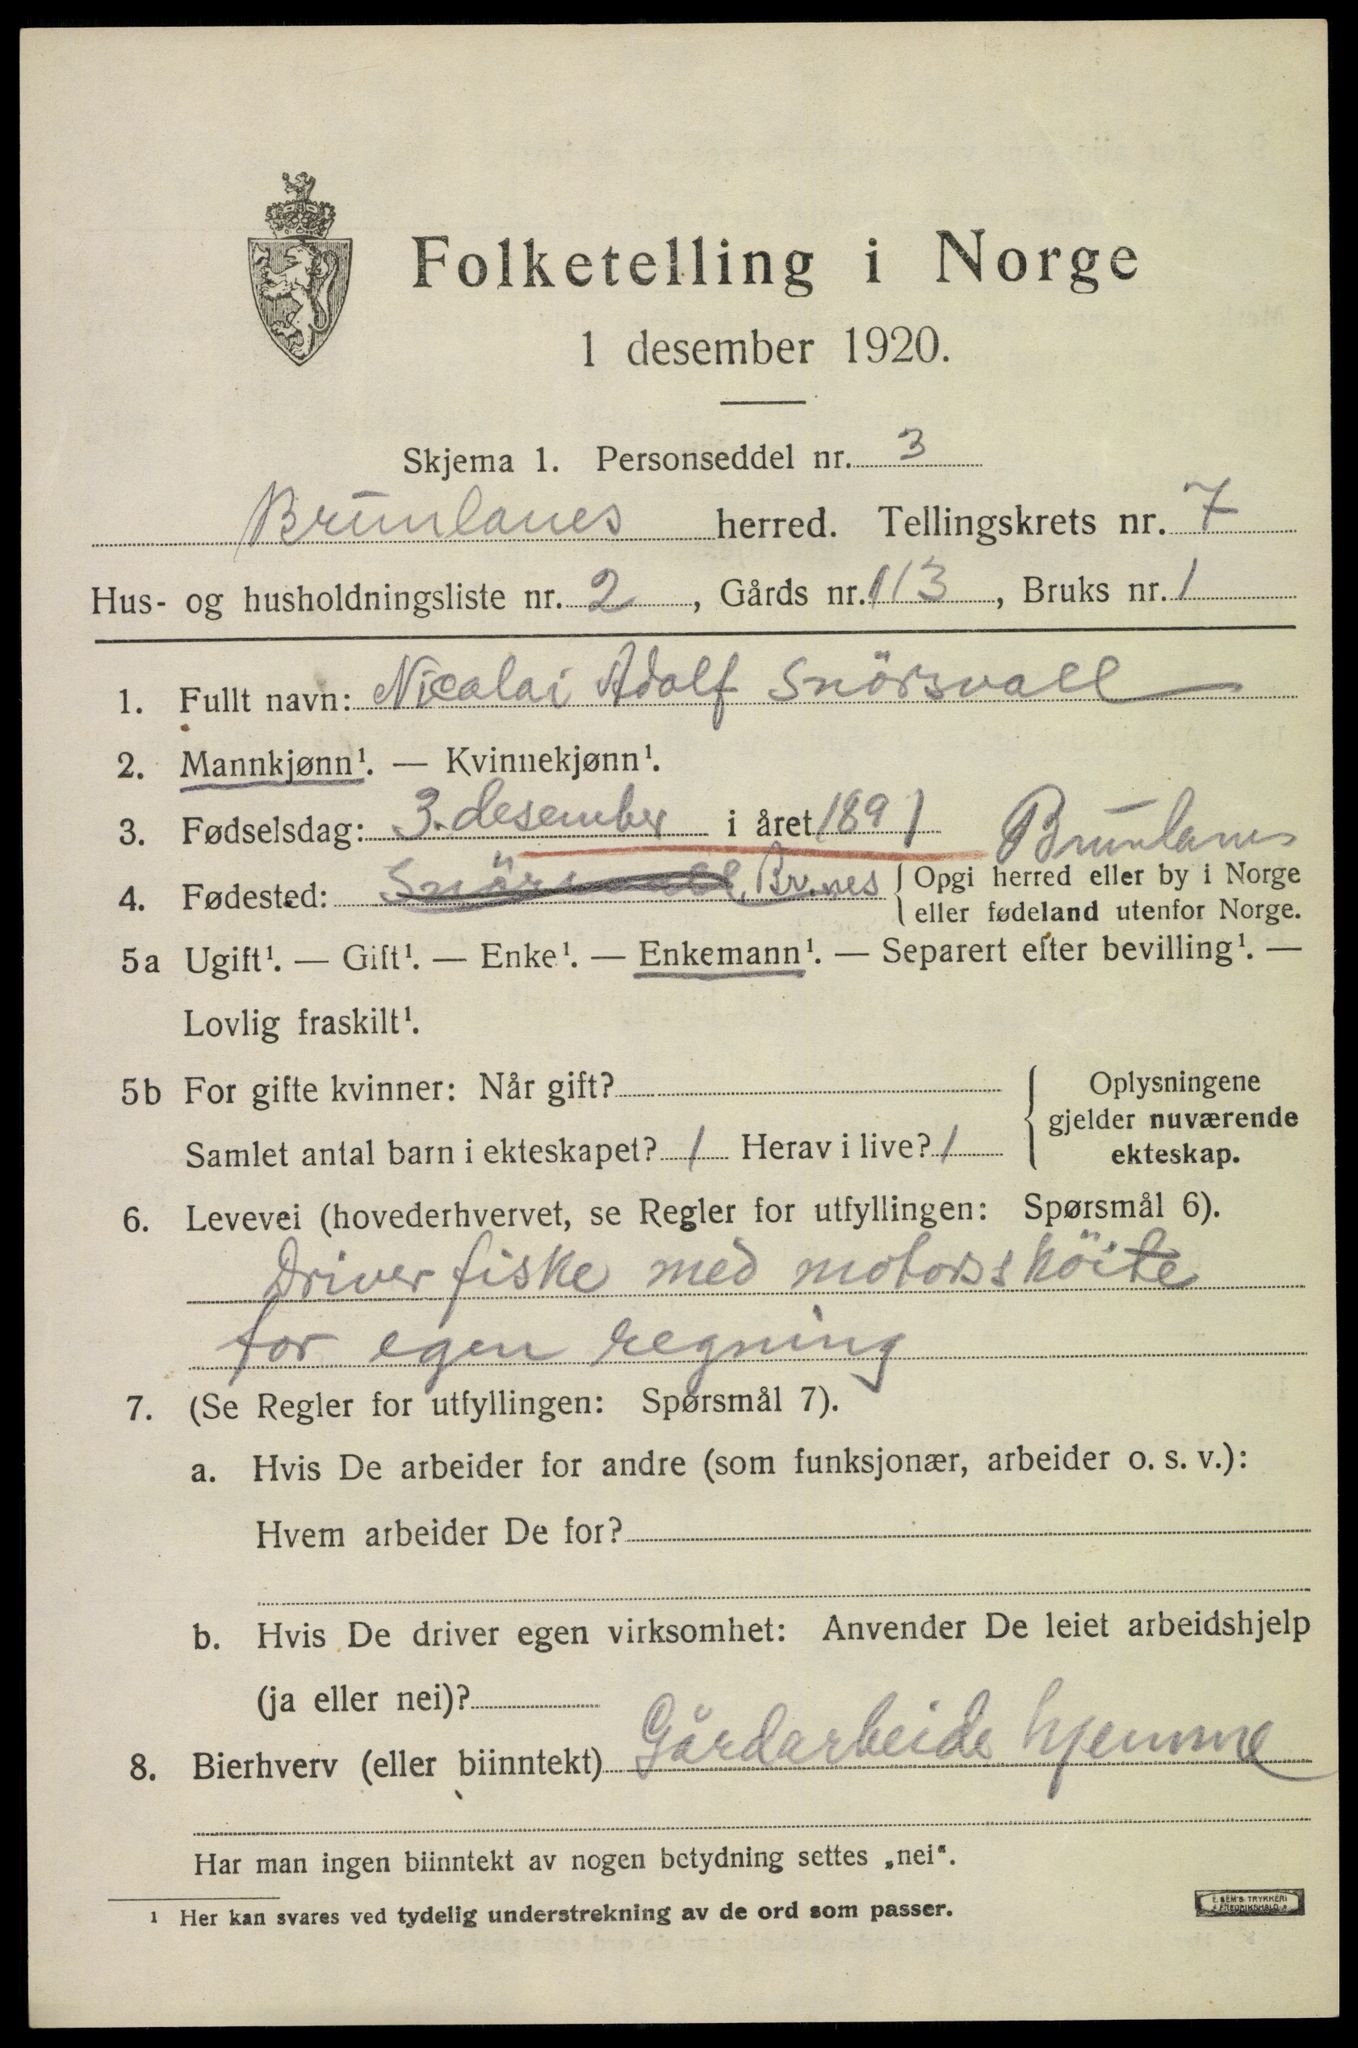 Folketelling i Norge
1 desember 1920.
Skjema 1. Personseddel nr. 3
Brunlanes herred. Tellingskrets nr. 7
Hus- og husholdningsliste nr. 2, Gårds nr. 113, Bruks nr. 1
1. Fullt navn: Nicolai Adolf Snörsvall
2. Mannkjønn¹. — Kvinnekjønn¹.
3. Fødselsdag: 3. desember i året 1891 Brunlanes
4. Fødested: Snörsvall, Br.nes {Opgi herred eller by i Norge
eller fødeland utenfor Norge.
5a Ugift¹. — Gift¹. — Enke¹. — Enkemann¹. — Separert efter bevilling¹. —
Lovlig fraskilt¹.
5b For gifte kvinner: Når gift?
Samlet antal barn i ekteskapet? 1 Herav i live? 1
{Oplysningene
gjelder nuværende
ekteskap.
6. Levevei (hovederhvervet, se Regler for utfyllingen: Spørsmål 6).
Driver fiske med motorsköite
for egen regning
7. (Se Regler for utfyllingen: Spørsmål 7).
a. Hvis De arbeider for andre (som funksjonær, arbeider o. s. v.):
Hvem arbeider De for?
b. Hvis De driver egen virksomhet: Anvender De leiet arbeidshjelp
(ja eller nei)?
8. Bierhverv (eller biinntekt) Gårdarbeide hjemme
Har man ingen biinntekt av nogen betydning settes „nei“.
¹ Her kan svares ved tydelig understrekning av de ord som passer.
E. SEM'S TRYKKERI
FREDRIKSHALD